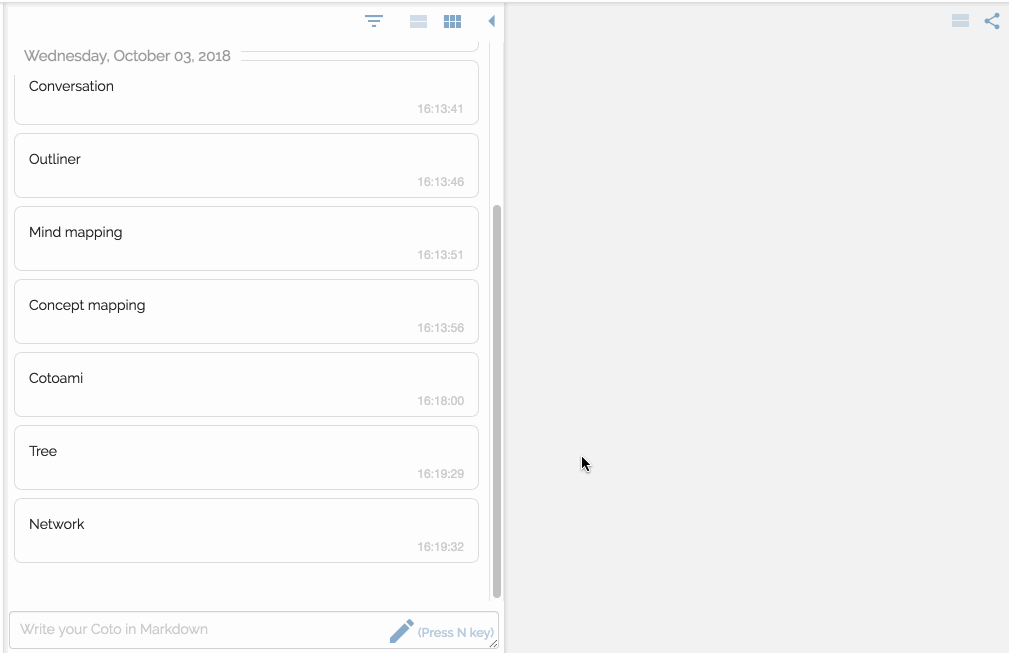 Wednesday, October 03, 2018
Conversation
16:13:41
Outliner
16:13:46
Mind mapping
16:13:51
Concept mapping
16:13:56
Cotoami
16:18:00
Tree
16:19:29
Network
16:19:32
Write your Coto in Markdown
(Press N key)